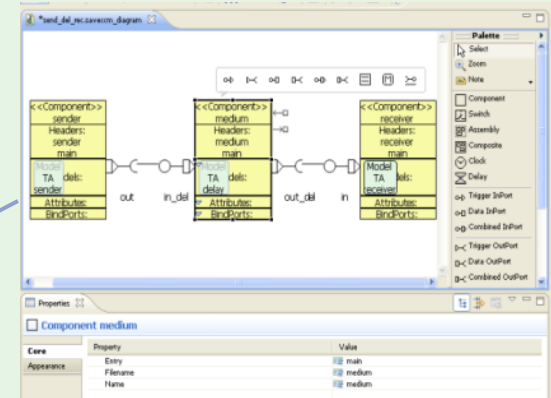 *send_del_rec.saveccm_diagram
Palette
Select
Zoom
Note
Component
Switch
Assembly
Composite
Clock
Delay
Trigger InPort
Data InPort
Combined InPort
Trigger OutPort
Data OutPort
Combined OutPort
<<Component>>
sender
Headers:
sender
main
Model
TA
dels:
sender
Attributes:
BindPorts:
out
in_del
<<Component>>
medium
Headers:
medium
main
Model
TA
dels:
delay
Attributes:
BindPorts:
out_del
in
<<Component>>
receiver
Headers:
receiver
main
Model
TA
dels:
receiver
Attributes:
BindPorts:
Properties
Component medium
Core
Appearance
Property Value
Entry main
Filename medium
Name medium